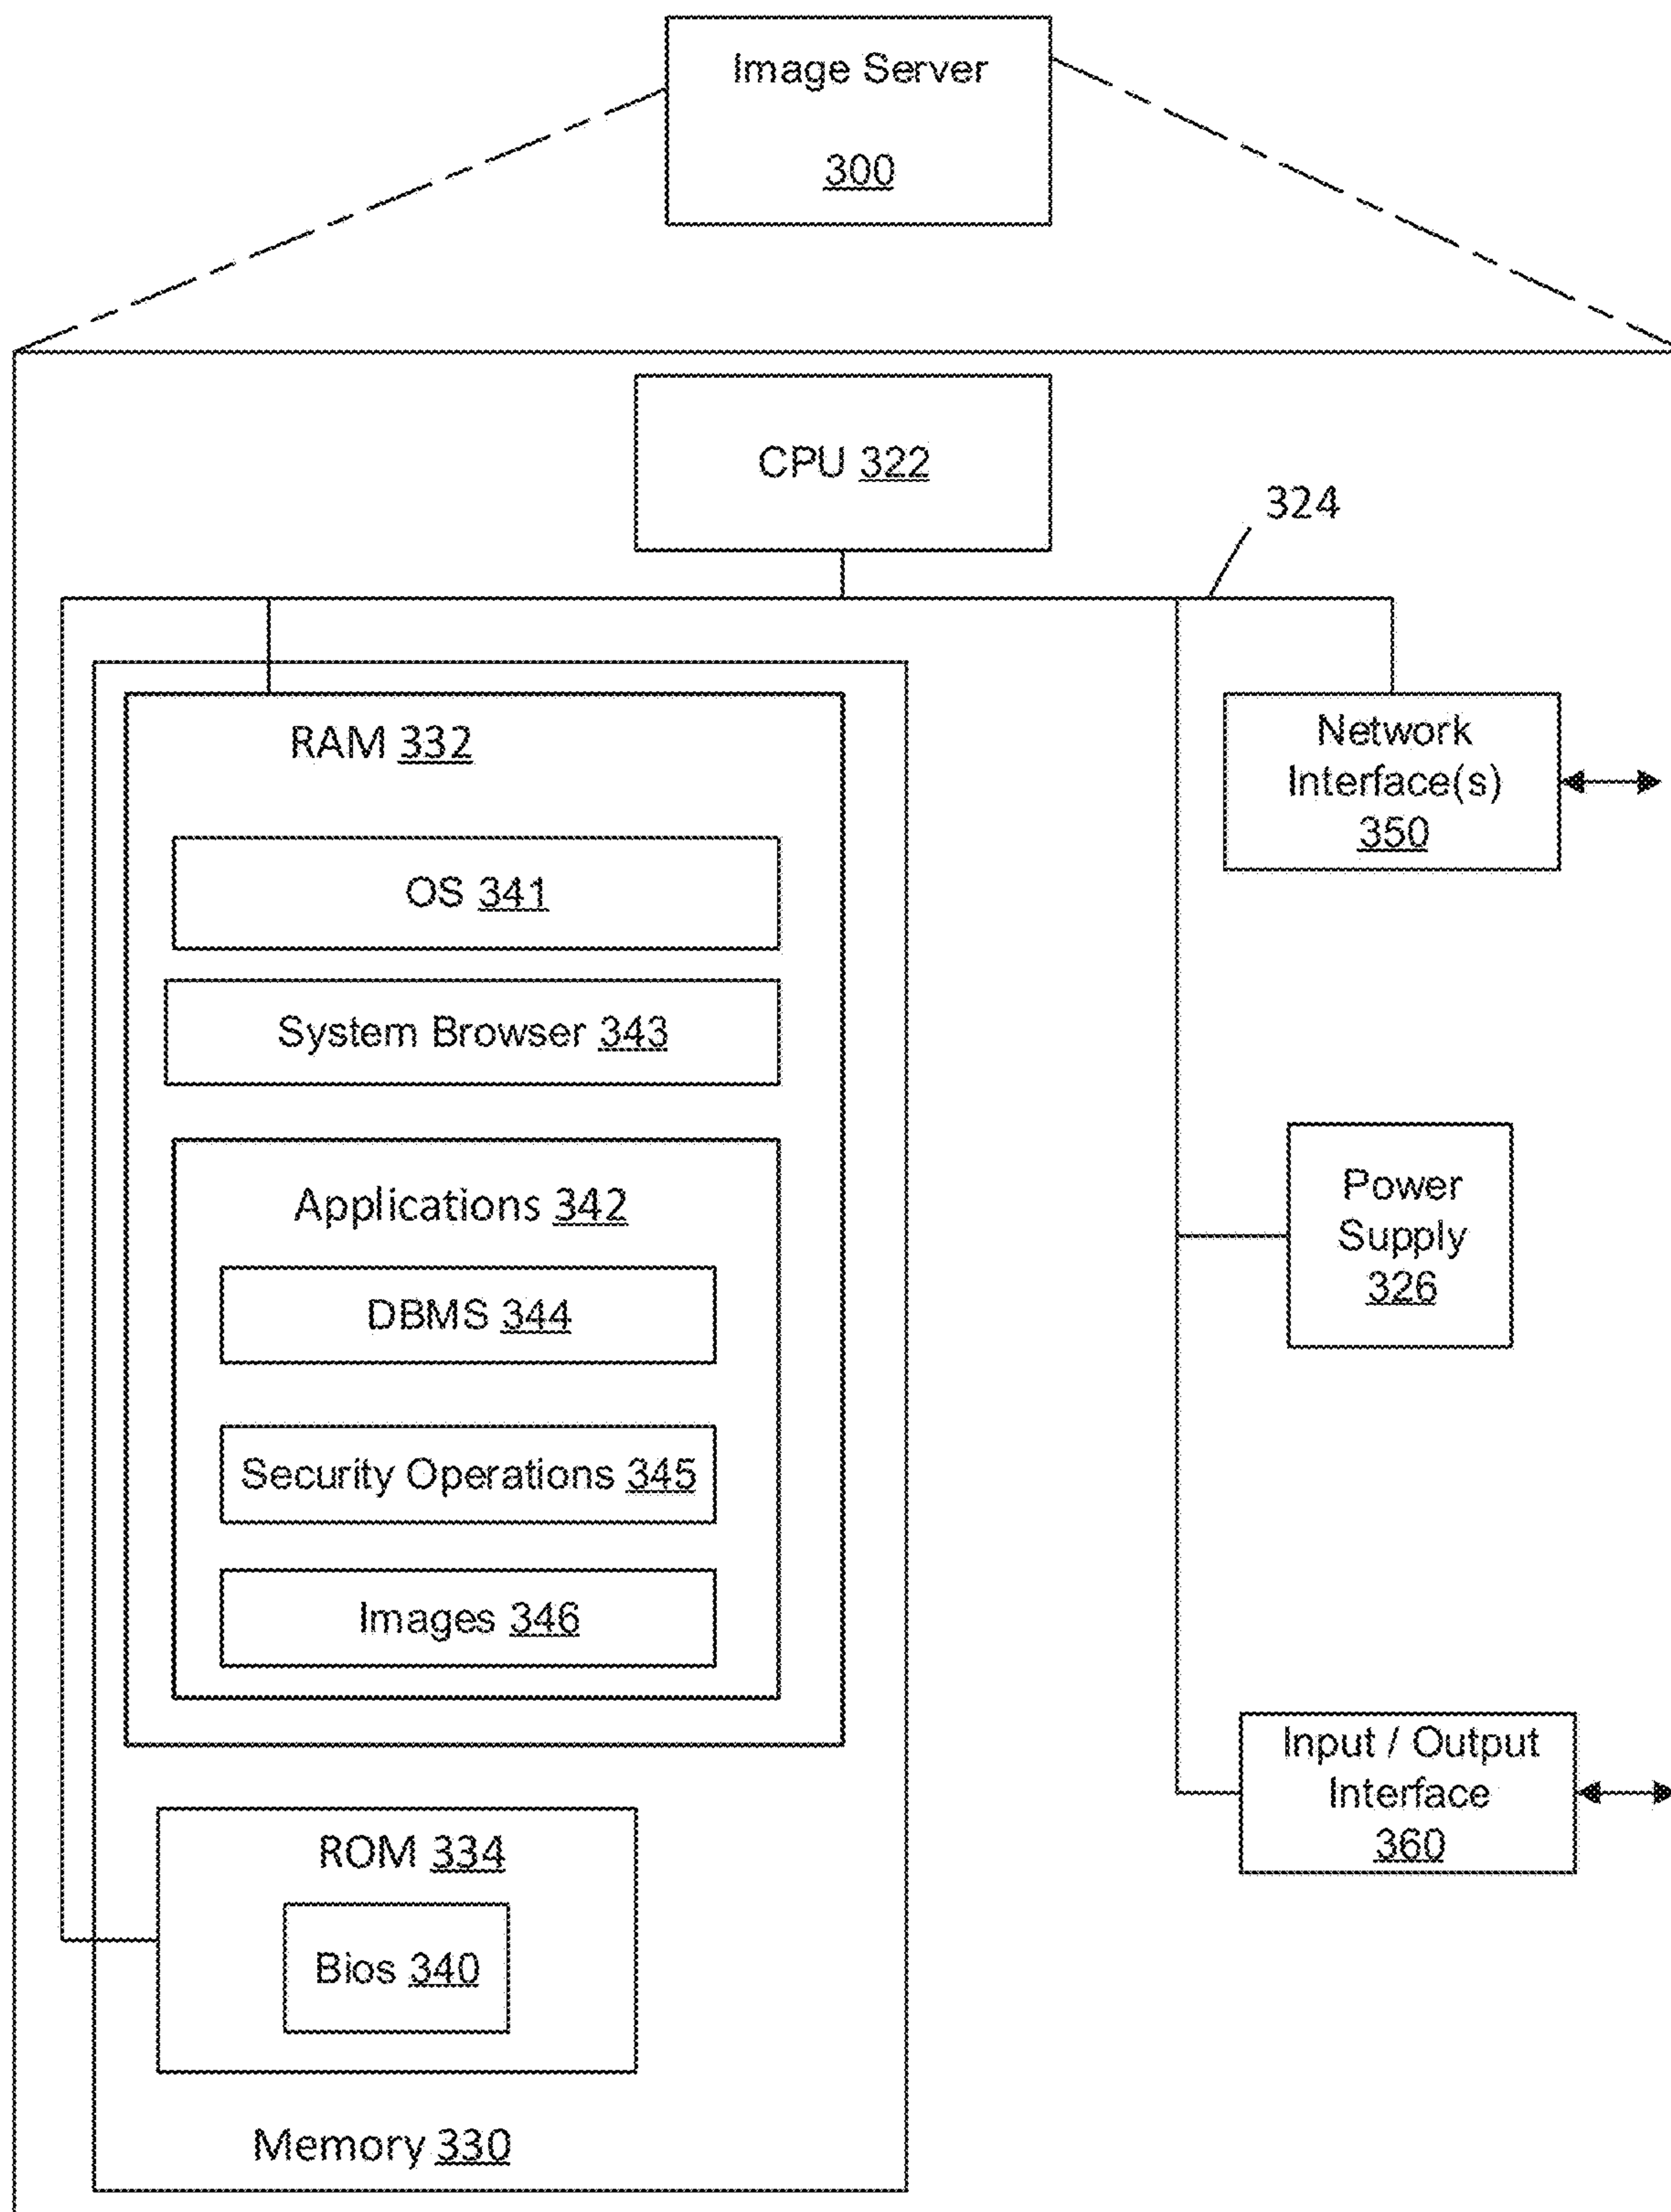 Image Server
300
CPU 322
324
RAM 332
Network
Interface(s)
350
OS 341
System Browser 343
Applications 342
Power
Supply
326
DBMS 344
Security Operations 345
Images 346
Input / Output
Interface
360
ROM 334
Bios 340
Memory 330